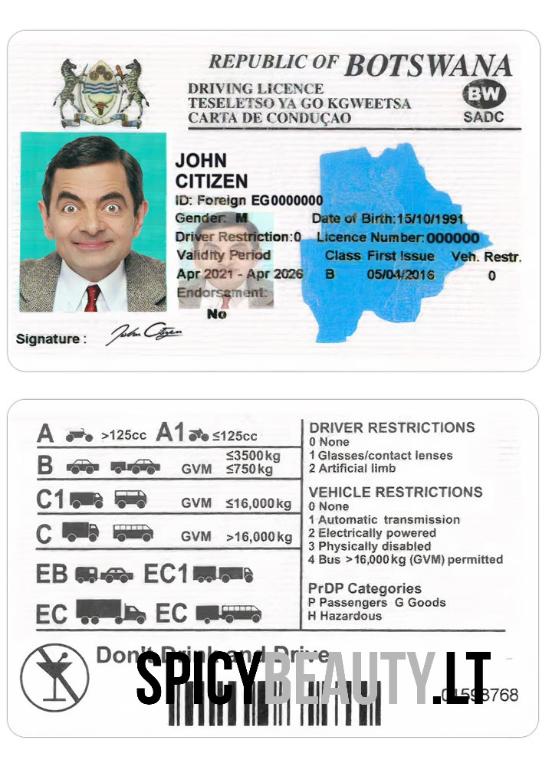 REPUBLIC OF BOTSWANA
DRIVING LICENCE
TESELETSO YA GO KGWEETSA
CARTA DE CONDUÇAO
BW
SADC
JOHN
CITIZEN
ID: Foreign EG0000000
Gender: M Date of Birth:15/10/1991
Driver Restriction:0 Licence Number:000000
Validity Period Class First Issue Veh. Restr.
Apr 2021 - Apr 2026 B 05/04/2016 0
Endorsment:
No
Signature : John Citizen
A >125cc A1 ≤125cc
B GVM ≤3500kg ≤750kg
C1 GVM ≤16,000kg
C GVM >16,000kg
EB EC1
EC EC
DRIVER RESTRICTIONS
0 None
1 Glasses/contact lenses
2 Artificial limb
VEHICLE RESTRICTIONS
0 None
1 Automatic transmission
2 Electrically powered
3 Physically disabled
4 Bus >16,000kg (GVM) permitted
PrDP Categories
P Passengers G Goods
H Hazardous
Don't Drink and Drive
SPICYBEAUTY.LT
01598768